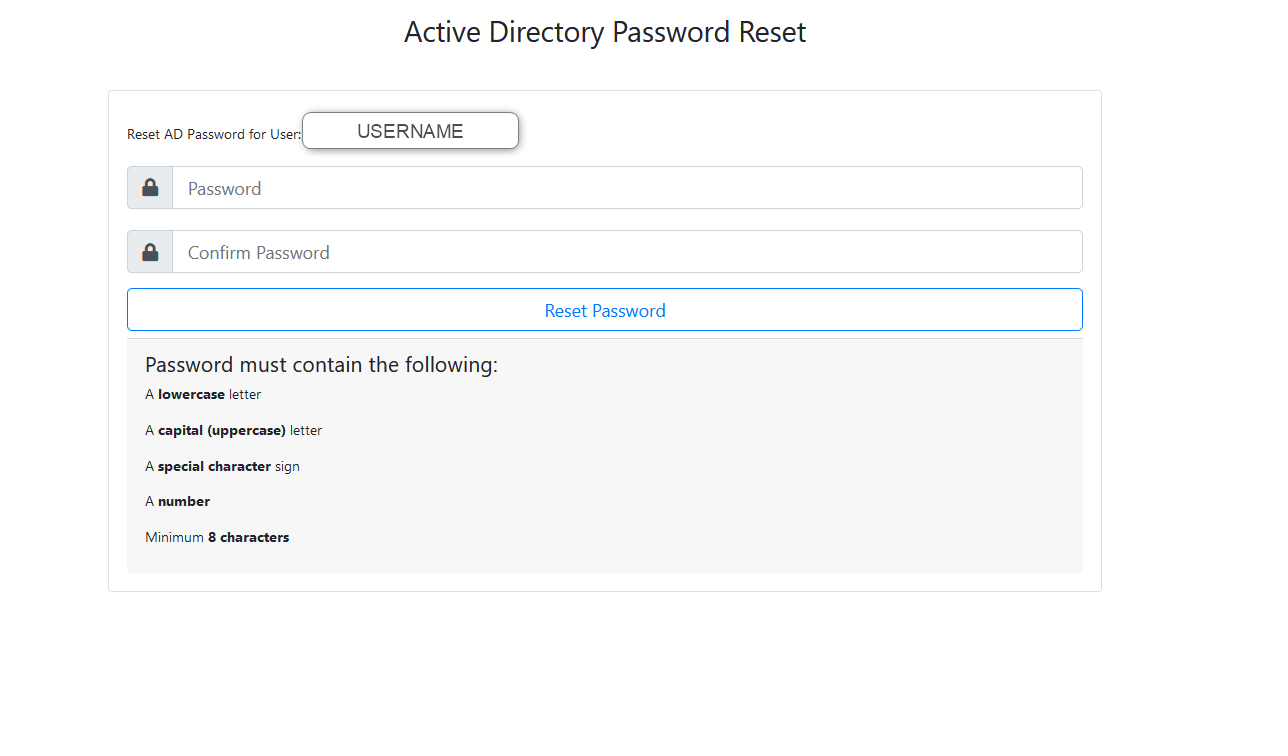 Active Directory Password Reset
Reset AD Password for User: USERNAME
Password
Confirm Password
Reset Password
Password must contain the following:
A lowercase letter
A capital (uppercase) letter
A special character sign
A number
Minimum 8 characters